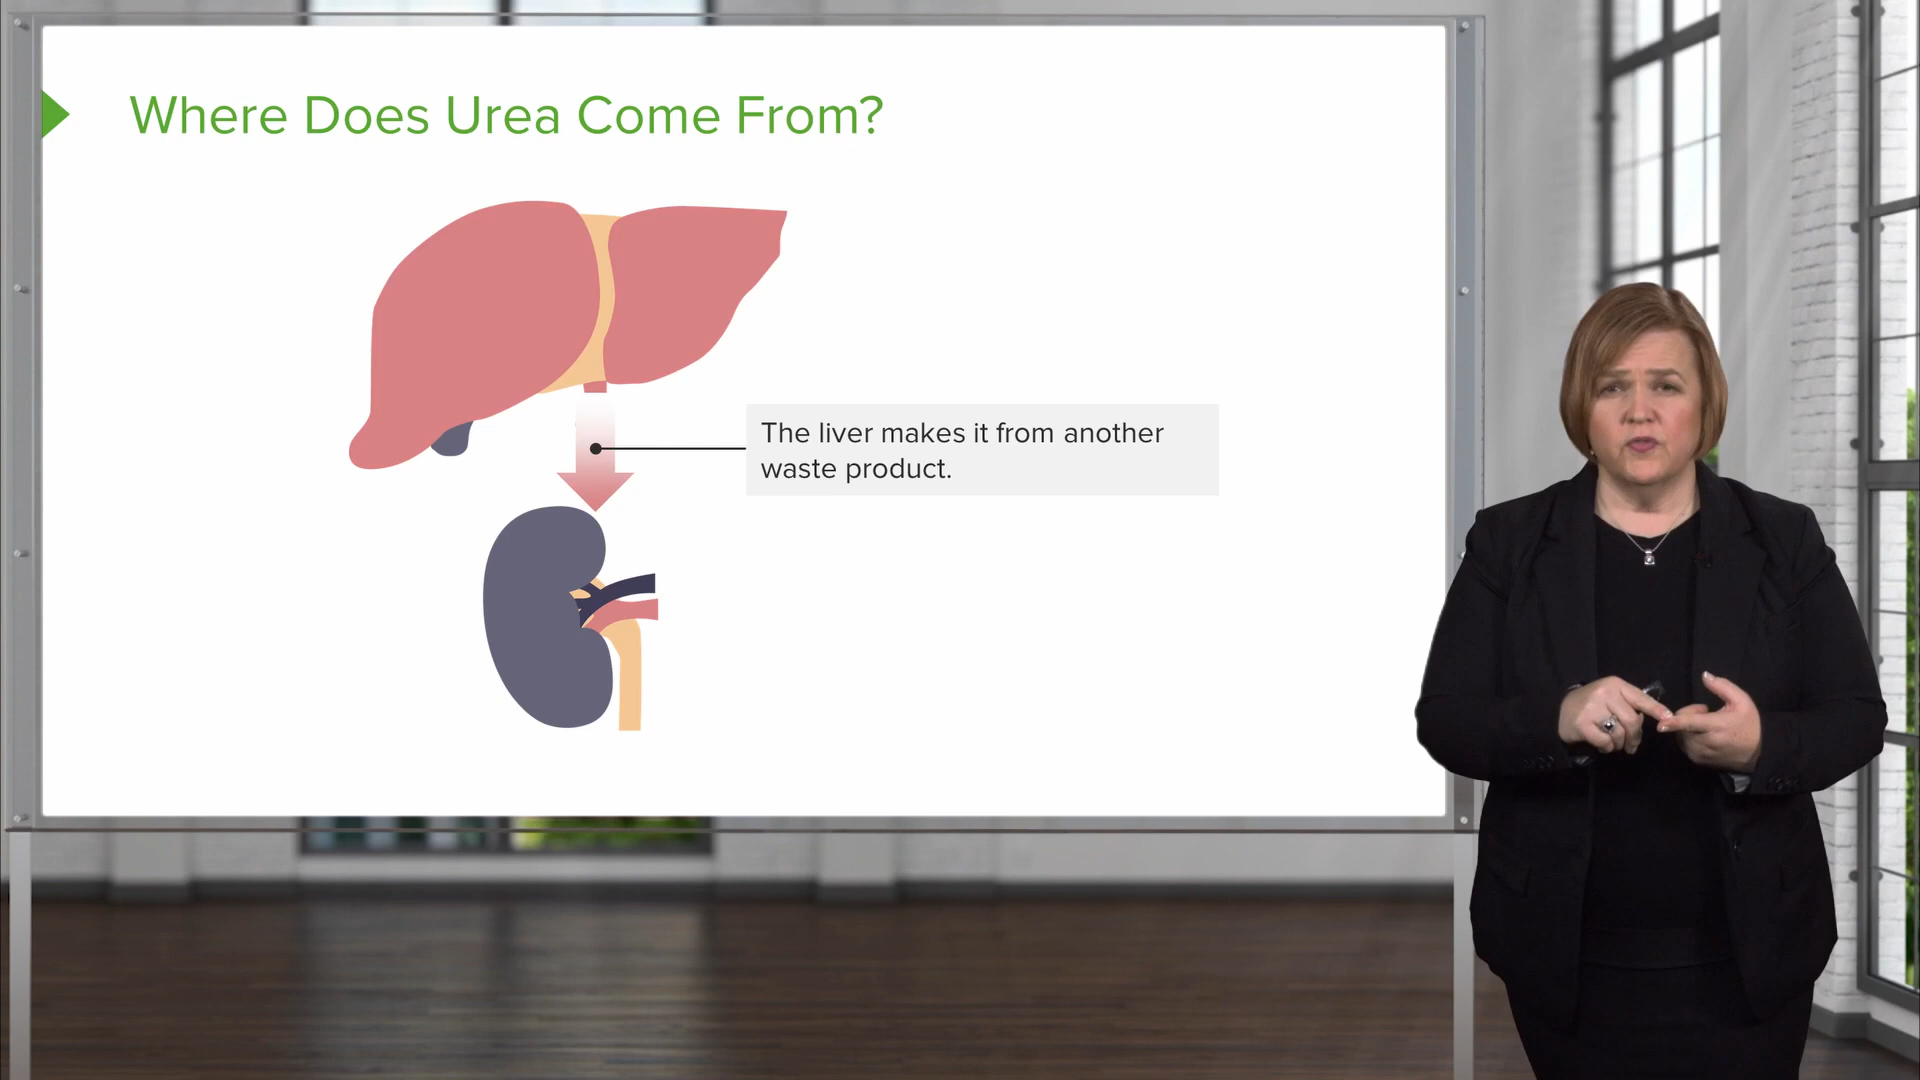 Where Does Urea Come From?
The liver makes it from another
waste product.